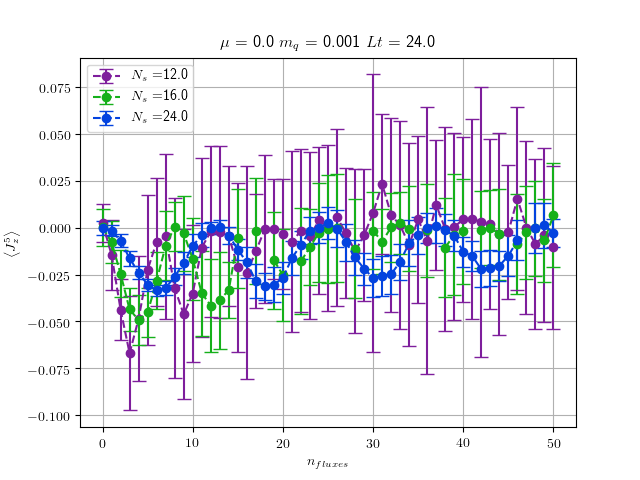 μ = 0.0 m_q = 0.001 Lt = 24.0
N_s =12.0
N_s =16.0
N_s =24.0
⟨J_z^5⟩
0.075
0.050
0.025
0.000
−0.025
−0.050
−0.075
−0.100
0 10 20 30 40 50
n_{fluxes}